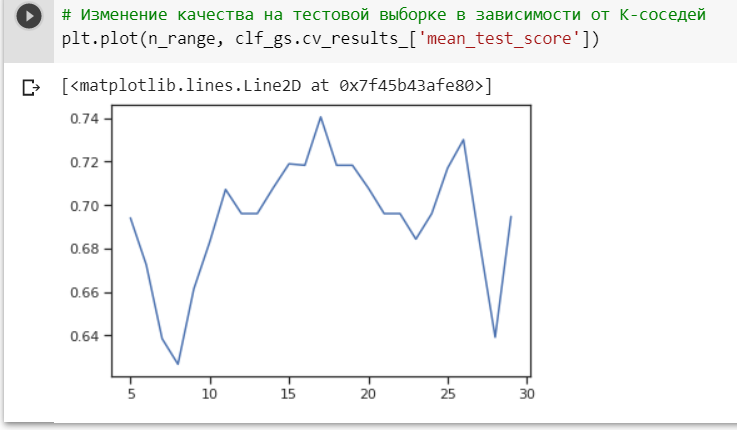 # Изменение качества на тестовой выборке в зависимости от К-соседей
plt.plot(n_range, clf_gs.cv_results_['mean_test_score'])
[<matplotlib.lines.Line2D at 0x7f45b43afe80>]
0.74
0.72
0.70
0.68
0.66
0.64
5 10 15 20 25 30